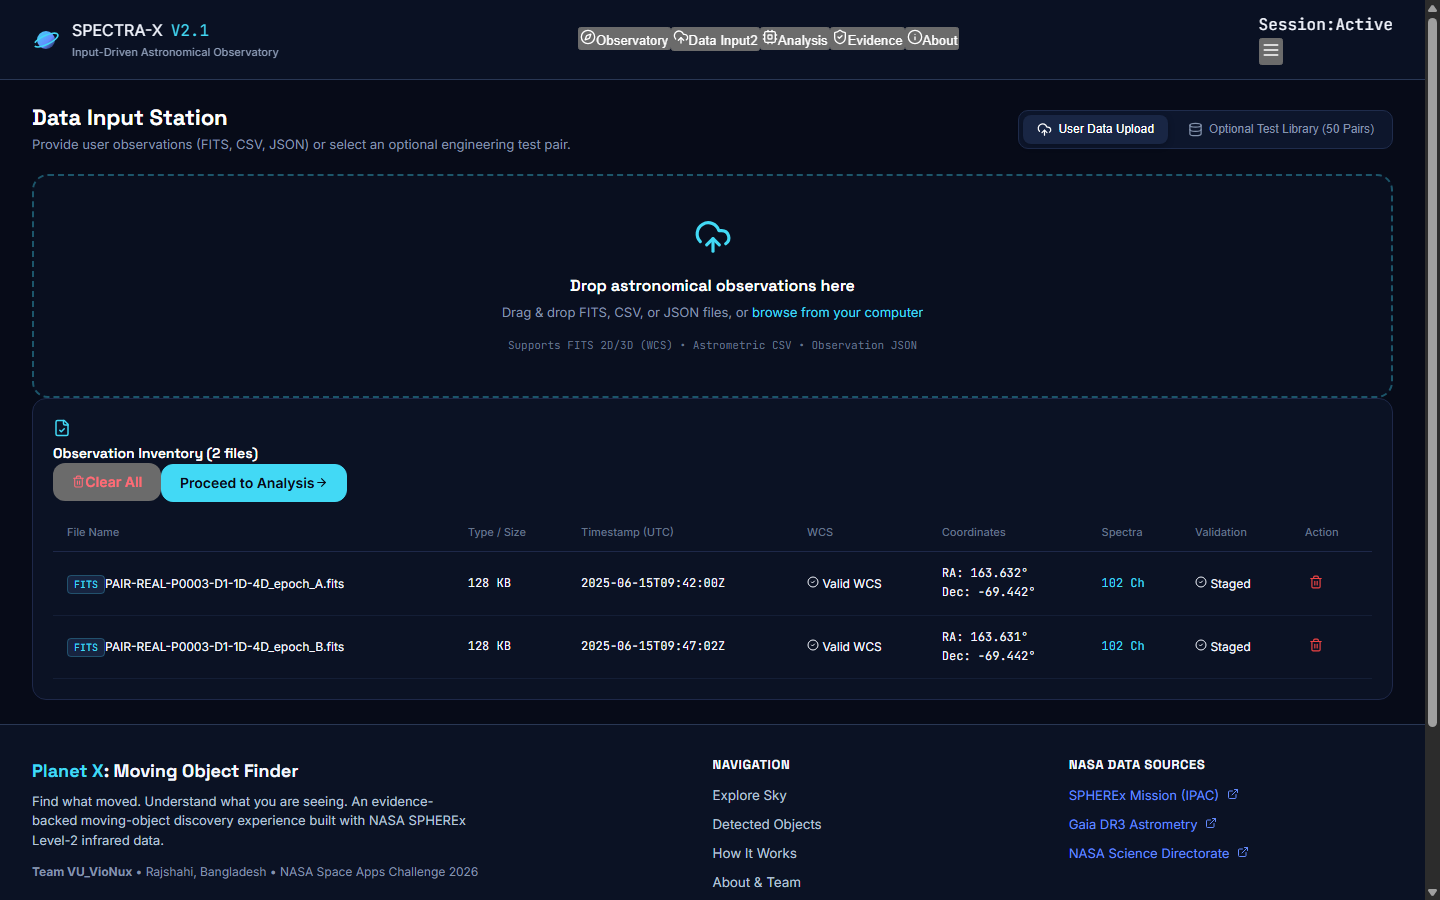 SPECTRA-X V2.1
Input-Driven Astronomical Observatory
Observatory
Data Input2
Analysis
Evidence
About
Session:Active
Data Input Station
Provide user observations (FITS, CSV, JSON) or select an optional engineering test pair.
User Data Upload
Optional Test Library (50 Pairs)
Drop astronomical observations here
Drag & drop FITS, CSV, or JSON files, or browse from your computer
Supports FITS 2D/3D (WCS) • Astrometric CSV • Observation JSON
Observation Inventory (2 files)
Clear All
Proceed to Analysis→
File Name Type / Size Timestamp (UTC) WCS Coordinates Spectra Validation Action
FITS PAIR-REAL-P0003-D1-1D-4D_epoch_A.fits 128 KB 2025-06-15T09:42:00Z Valid WCS RA: 163.632° 102 Ch Staged
Dec: -69.442°
FITS PAIR-REAL-P0003-D1-1D-4D_epoch_B.fits 128 KB 2025-06-15T09:47:02Z Valid WCS RA: 163.631° 102 Ch Staged
Dec: -69.442°
Planet X: Moving Object Finder
Find what moved. Understand what you are seeing. An evidence-
backed moving-object discovery experience built with NASA SPHEREx
Level-2 infrared data.
Team VU_VioNux • Rajshahi, Bangladesh • NASA Space Apps Challenge 2026
NAVIGATION
Explore Sky
Detected Objects
How It Works
About & Team
NASA DATA SOURCES
SPHEREx Mission (IPAC)
Gaia DR3 Astrometry
NASA Science Directorate